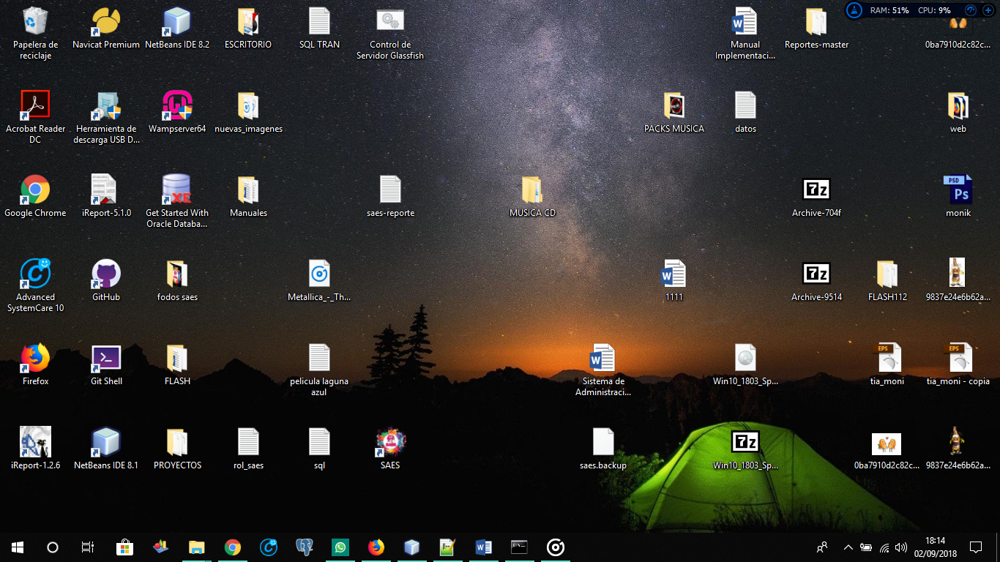 RAM: 51% CPU: 9%
Papelera de
reciclaje
Navicat Premium
NetBeans IDE 8.2
ESCRITORIO
SQL TRAN
Control de
Servidor Glassfish
Manual
Implementaci...
Reportes-master
0ba7910d2c82c...
Acrobat Reader
DC
Herramienta de
descarga USB D...
Wampserver64
nuevas_imagenes
PACKS MUSICA
datos
web
Google Chrome
iReport-5.1.0
XE
Get Started With
Oracle Databa...
Manuales
saes-reporte
MUSICA CD
7z
Archive-704f
PSD
Ps
monik
Advanced
SystemCare 10
GitHub
fodos saes
Metallica_-_Th...
W
1111
7z
Archive-9514
FLASH112
9837e24e6b62a...
Firefox
Git Shell
FLASH
pelicula laguna
azul
W
Sistema de
Administraci...
Win10_1803_Sp...
EPS
tia_moni
EPS
tia_moni - copia
iReport-1.2.6
NetBeans IDE 8.1
PROYECTOS
rol_saes
sql
SAES
saes.backup
7z
Win10_1803_Sp...
0ba7910d2c82c...
9837e24e6b62a...
18:14
02/09/2018